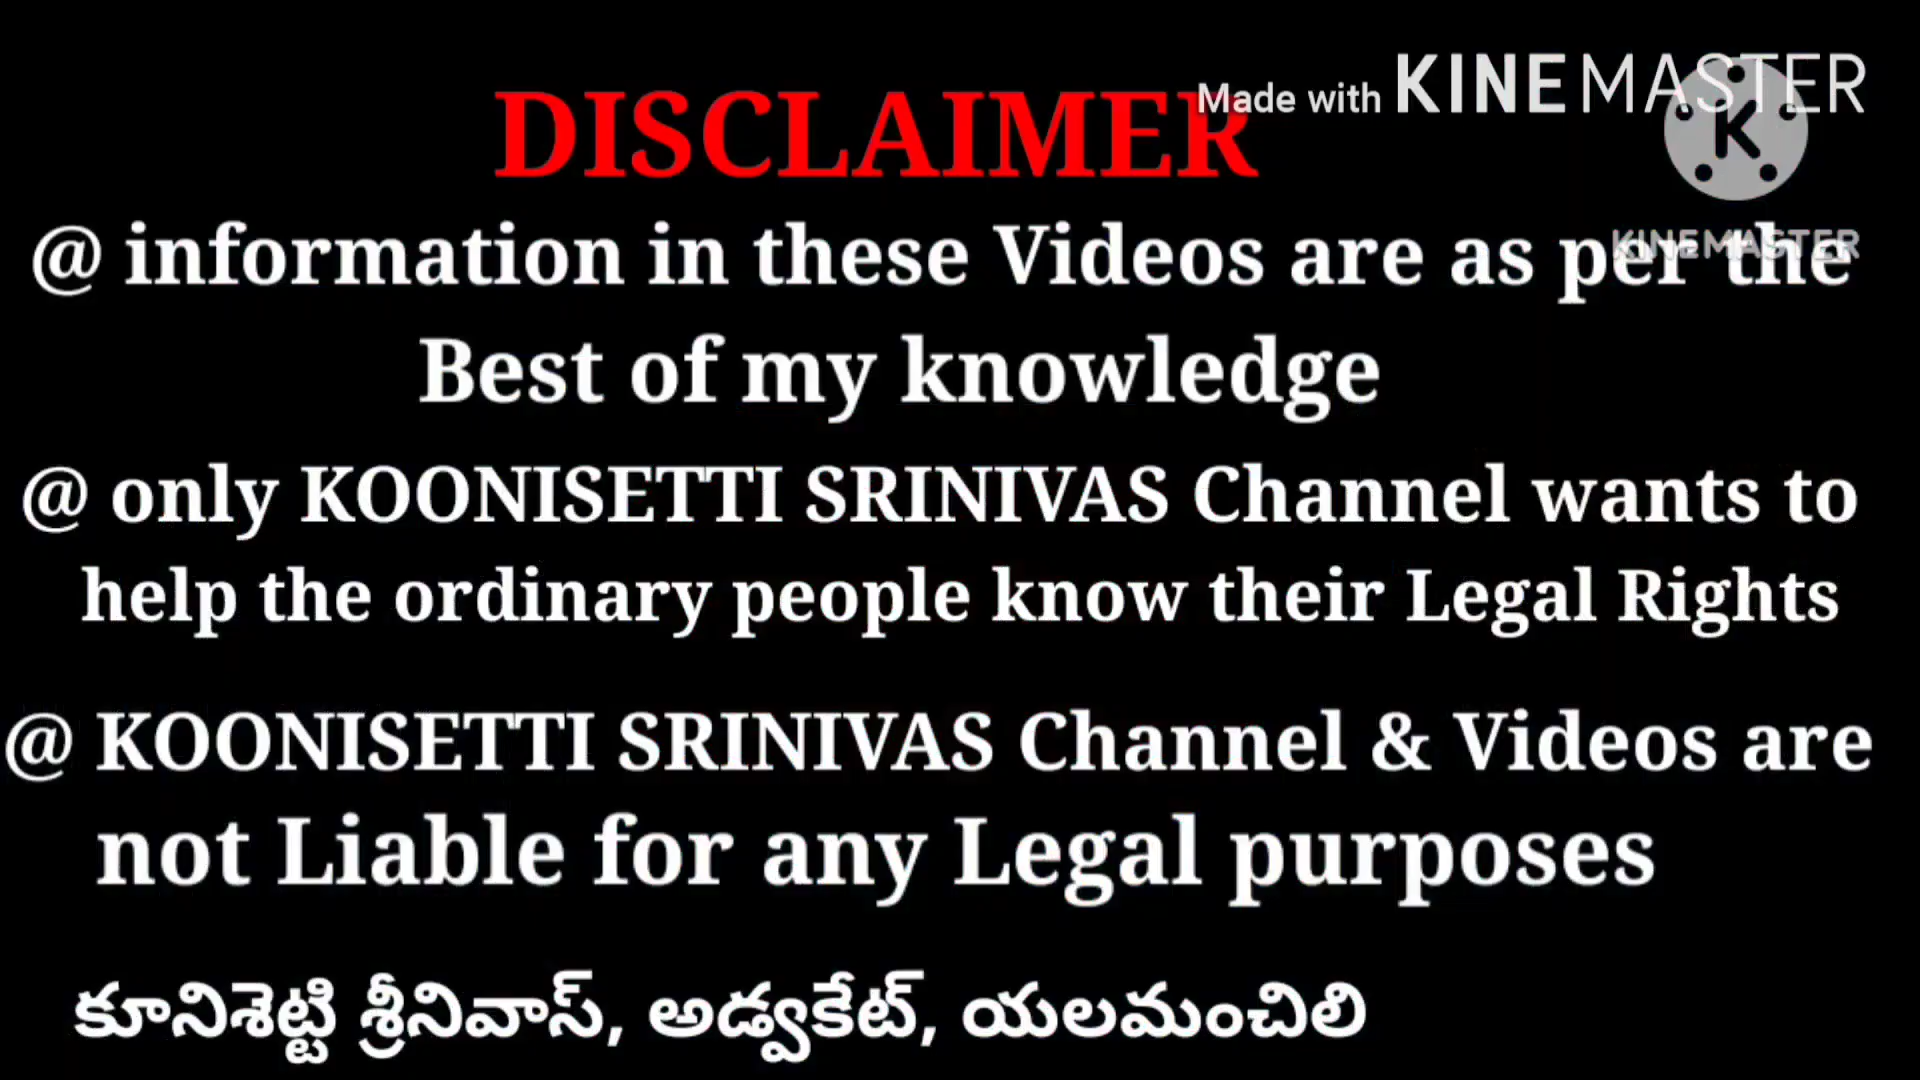 Made with KINEMASTER
DISCLAIMER
K
KINEMASTER
@ information in these Videos are as per the
Best of my knowledge
@ only KOONISETTI SRINIVAS Channel wants to
help the ordinary people know their Legal Rights
@ KOONISETTI SRINIVAS Channel & Videos are
not Liable for any Legal purposes
కూనిశెట్టి శ్రీనివాస్, అడ్వకేట్, యలమంచిలి